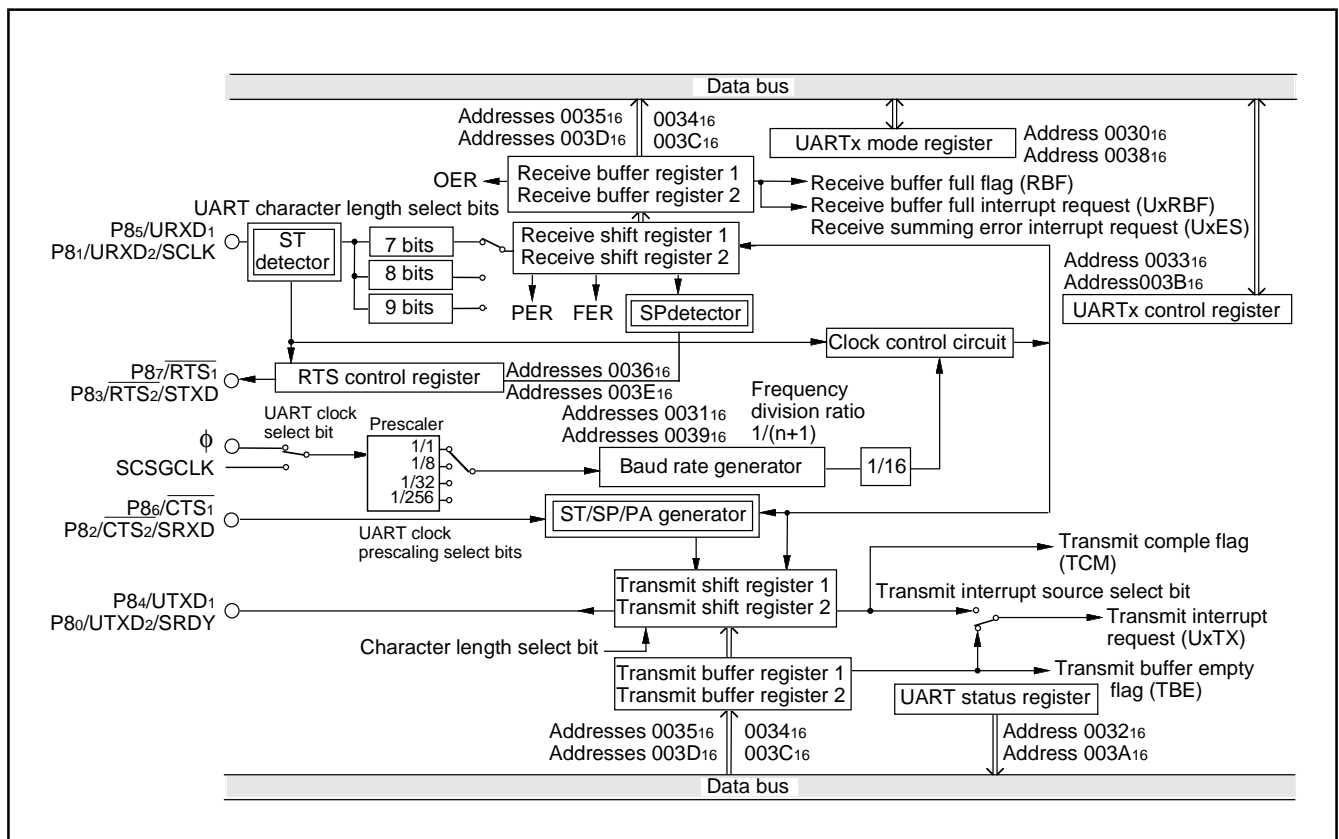 Data bus
Addresses 0035₁₆ 0034₁₆
Addresses 003D₁₆ 003C₁₆
UARTx mode register
Address 0030₁₆
Address 0038₁₆
OER
Receive buffer register 1
Receive buffer register 2
Receive buffer full flag (RBF)
Receive buffer full interrupt request (UxRBF)
Receive summing error interrupt request (UxES)
UART character length select bits
P8₅/URXD₁
P8₁/URXD₂/SCLK
ST
detector
7 bits
8 bits
9 bits
Receive shift register 1
Receive shift register 2
PER
FER
SPdetector
Address 0033₁₆
Address003B₁₆
UARTx control register
Clock control circuit
P8₇/RTS₁
P8₃/RTS₂/STXD
RTS control register
Addresses 0036₁₆
Addresses 003E₁₆
UART clock
select bit
Prescaler
Addresses 0031₁₆
Addresses 0039₁₆
Frequency
division ratio
1/(n+1)
ϕ
SCSGCLK
1/1
1/8
1/32
1/256
Baud rate generator
1/16
P8₆/CTS₁
P8₂/CTS₂/SRXD
UART clock
prescaling select bits
ST/SP/PA generator
Transmit comple flag
(TCM)
P8₄/UTXD₁
P8₀/UTXD₂/SRDY
Transmit shift register 1
Transmit shift register 2
Transmit interrupt source select bit
Transmit interrupt
request (UxTX)
Character length select bit
Transmit buffer register 1
Transmit buffer register 2
Transmit buffer empty
flag (TBE)
UART status register
Addresses 0035₁₆ 0034₁₆
Addresses 003D₁₆ 003C₁₆
Address 0032₁₆
Address 003A₁₆
Data bus